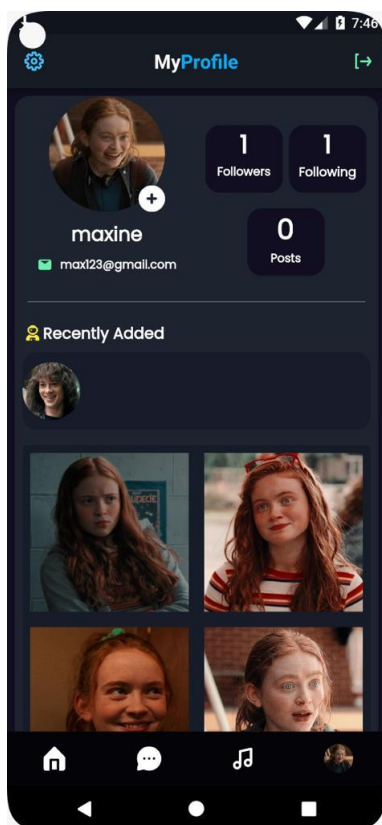 7:46
MyProfile
1
Followers
1
Following
maxine
max123@gmail.com
0
Posts
Recently Added